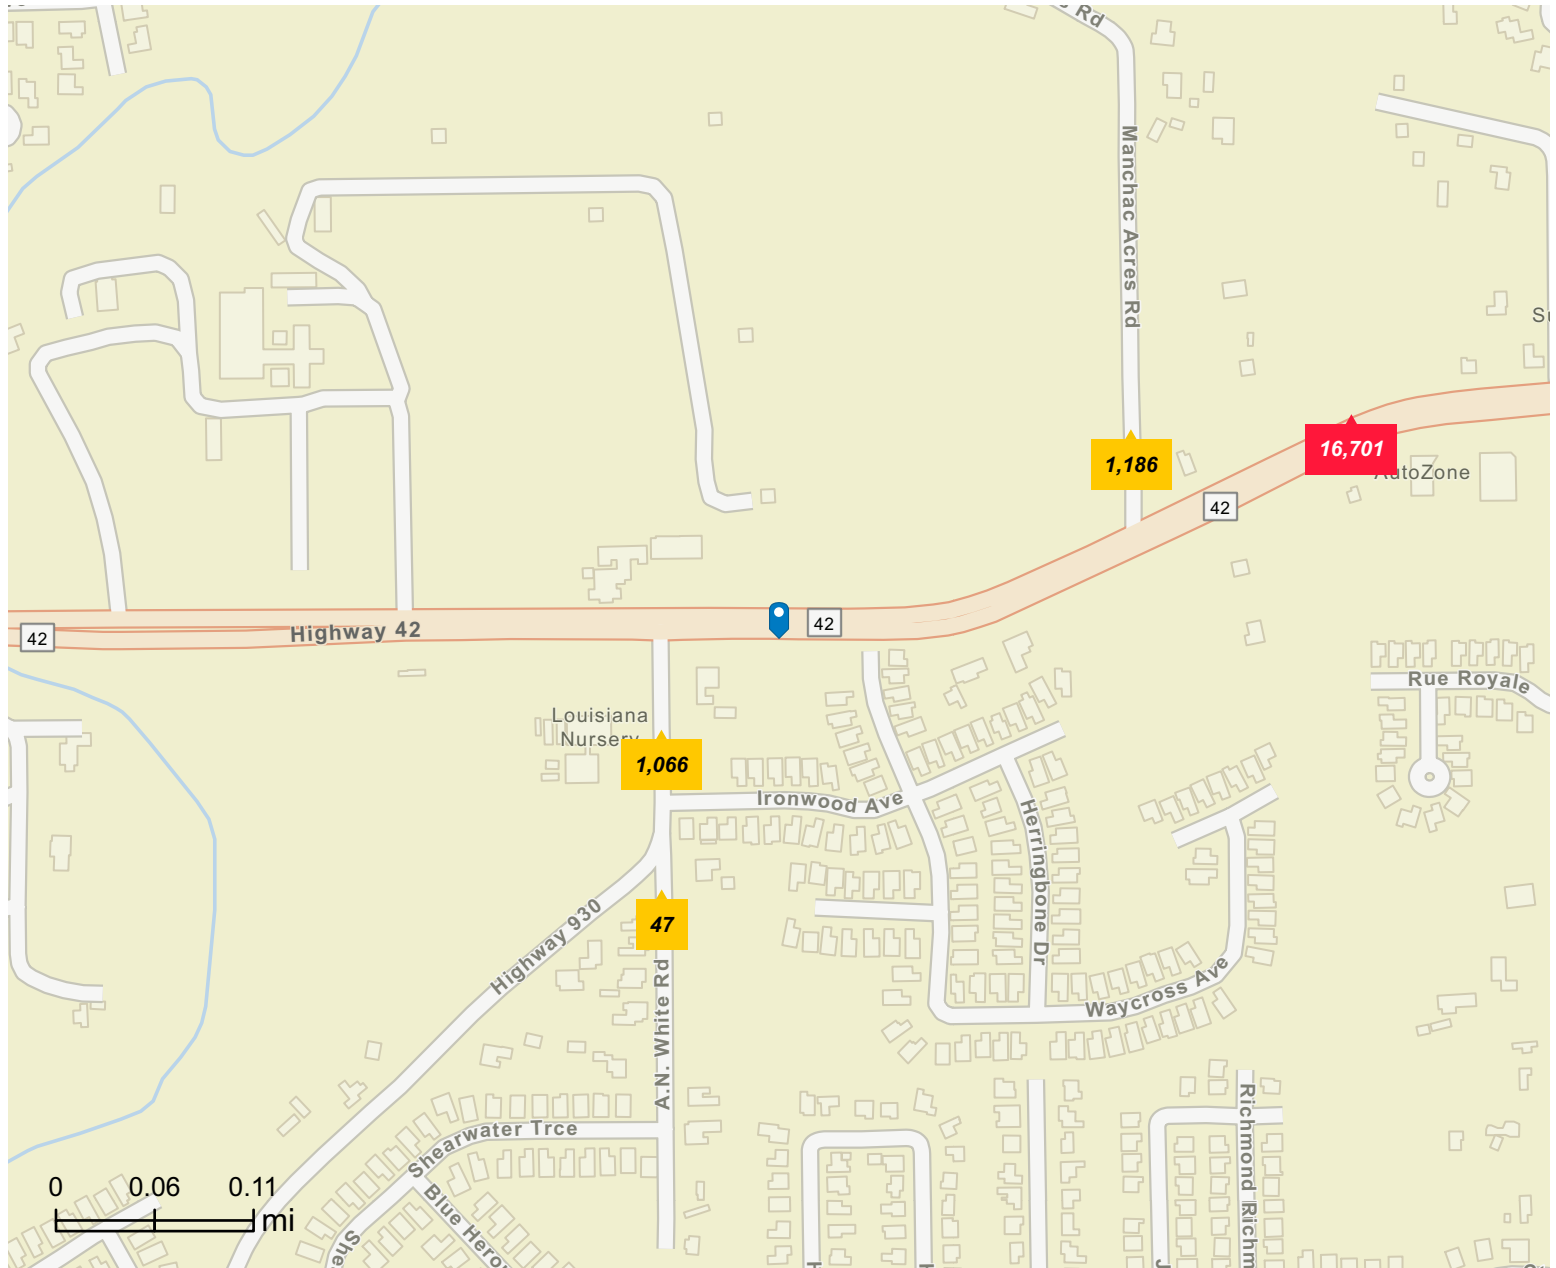 Rd
Manchac Acres Rd
1,186
16,701
AutoZone
42
42
42
Highway 42
Rue Royale
Louisiana
Nursery
1,066
Ironwood Ave
Herringbone Dr
47
Highway 930
A.N. White Rd
Waycross Ave
Shearwater Trce
Richmond
0 0.06 0.11
mi